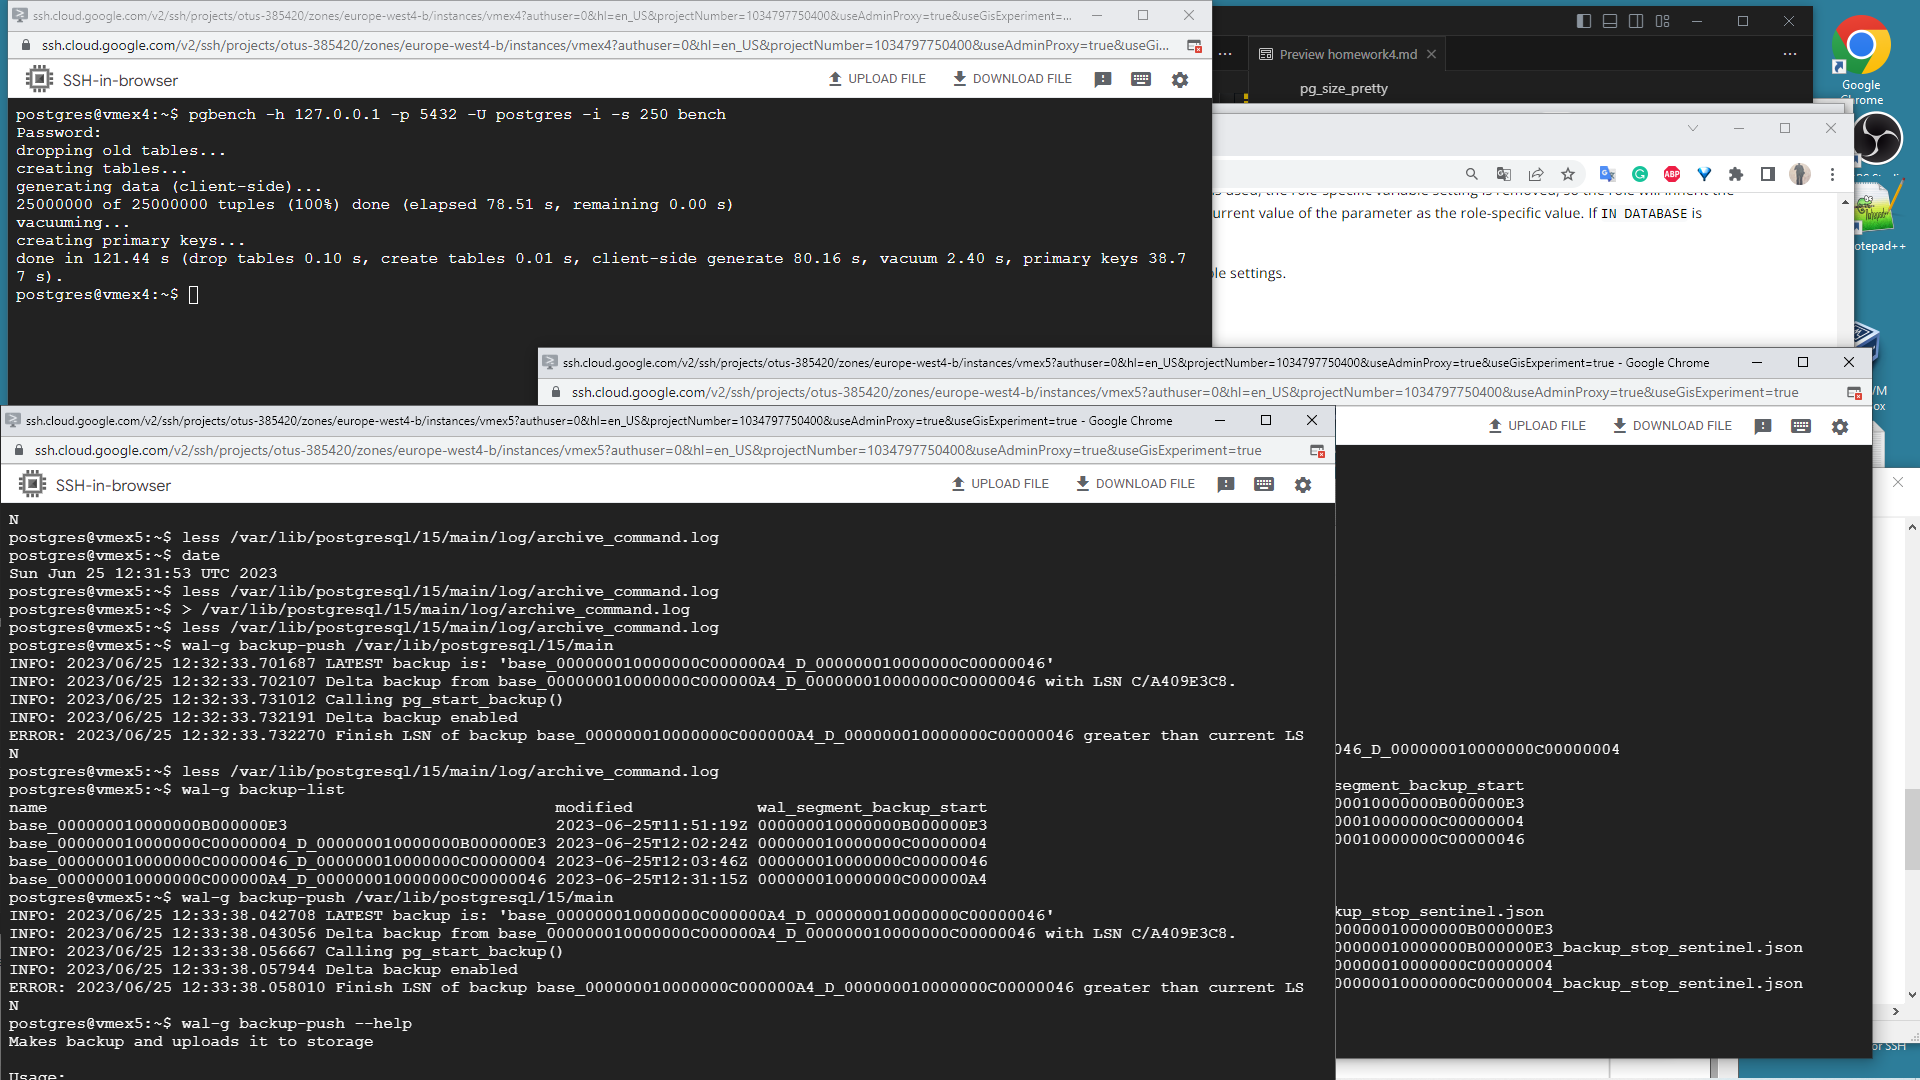 ssh.cloud.google.com/v2/ssh/projects/otus-385420/zones/europe-west4-b/instances/vmex4?authuser=0&hl=en_US&projectNumber=1034797750400&useAdminProxy=true&useGisExperiment=...
ssh.cloud.google.com/v2/ssh/projects/otus-385420/zones/europe-west4-b/instances/vmex4?authuser=0&hl=en_US&projectNumber=1034797750400&useAdminProxy=true&useGi...
SSH-in-browser
UPLOAD FILE
DOWNLOAD FILE
postgres@vmex4:~$ pgbench -h 127.0.0.1 -p 5432 -U postgres -i -s 250 bench
Password:
dropping old tables...
creating tables...
generating data (client-side)...
25000000 of 25000000 tuples (100%) done (elapsed 78.51 s, remaining 0.00 s)
vacuuming...
creating primary keys...
done in 121.44 s (drop tables 0.10 s, create tables 0.01 s, client-side generate 80.16 s, vacuum 2.40 s, primary keys 38.7
7 s).
postgres@vmex4:~$
Preview homework4.md
pg_size_pretty
ABP
urrent value of the parameter as the role-specific value. If IN DATABASE is
le settings.
Google
Chrome
otepad++
ssh.cloud.google.com/v2/ssh/projects/otus-385420/zones/europe-west4-b/instances/vmex5?authuser=0&hl=en_US&projectNumber=1034797750400&useAdminProxy=true&useGisExperiment=true - Google Chrome
ssh.cloud.google.com/v2/ssh/projects/otus-385420/zones/europe-west4-b/instances/vmex5?authuser=0&hl=en_US&projectNumber=1034797750400&useAdminProxy=true&useGisExperiment=true
UPLOAD FILE
DOWNLOAD FILE
046_D_000000010000000C00000004
segment_backup_start
00010000000B000000E3
00010000000C00000004
00010000000C00000046
kup_stop_sentinel.json
00000010000000B000000E3
00000010000000B000000E3_backup_stop_sentinel.json
00000010000000C00000004
00000010000000C00000004_backup_stop_sentinel.json
or SSH
ssh.cloud.google.com/v2/ssh/projects/otus-385420/zones/europe-west4-b/instances/vmex5?authuser=0&hl=en_US&projectNumber=1034797750400&useAdminProxy=true&useGisExperiment=true - Google Chrome
ssh.cloud.google.com/v2/ssh/projects/otus-385420/zones/europe-west4-b/instances/vmex5?authuser=0&hl=en_US&projectNumber=1034797750400&useAdminProxy=true&useGisExperiment=true
SSH-in-browser
UPLOAD FILE
DOWNLOAD FILE
N
postgres@vmex5:~$ less /var/lib/postgresql/15/main/log/archive_command.log
postgres@vmex5:~$ date
Sun Jun 25 12:31:53 UTC 2023
postgres@vmex5:~$ less /var/lib/postgresql/15/main/log/archive_command.log
postgres@vmex5:~$ > /var/lib/postgresql/15/main/log/archive_command.log
postgres@vmex5:~$ less /var/lib/postgresql/15/main/log/archive_command.log
postgres@vmex5:~$ wal-g backup-push /var/lib/postgresql/15/main
INFO: 2023/06/25 12:32:33.701687 LATEST backup is: 'base_000000010000000C000000A4_D_000000010000000C00000046'
INFO: 2023/06/25 12:32:33.702107 Delta backup from base_000000010000000C000000A4_D_000000010000000C00000046 with LSN C/A409E3C8.
INFO: 2023/06/25 12:32:33.731012 Calling pg_start_backup()
INFO: 2023/06/25 12:32:33.732191 Delta backup enabled
ERROR: 2023/06/25 12:32:33.732270 Finish LSN of backup base_000000010000000C000000A4_D_000000010000000C00000046 greater than current LS
N
postgres@vmex5:~$ less /var/lib/postgresql/15/main/log/archive_command.log
postgres@vmex5:~$ wal-g backup-list
name modified wal_segment_backup_start
base_000000010000000B000000E3 2023-06-25T11:51:19Z 000000010000000B000000E3
base_000000010000000C00000004_D_000000010000000B000000E3 2023-06-25T12:02:24Z 000000010000000C00000004
base_000000010000000C00000046_D_000000010000000C00000004 2023-06-25T12:03:46Z 000000010000000C00000046
base_000000010000000C000000A4_D_000000010000000C00000046 2023-06-25T12:31:15Z 000000010000000C000000A4
postgres@vmex5:~$ wal-g backup-push /var/lib/postgresql/15/main
INFO: 2023/06/25 12:33:38.042708 LATEST backup is: 'base_000000010000000C000000A4_D_000000010000000C00000046'
INFO: 2023/06/25 12:33:38.043056 Delta backup from base_000000010000000C000000A4_D_000000010000000C00000046 with LSN C/A409E3C8.
INFO: 2023/06/25 12:33:38.056667 Calling pg_start_backup()
INFO: 2023/06/25 12:33:38.057944 Delta backup enabled
ERROR: 2023/06/25 12:33:38.058010 Finish LSN of backup base_000000010000000C000000A4_D_000000010000000C00000046 greater than current LS
N
postgres@vmex5:~$ wal-g backup-push --help
Makes backup and uploads it to storage
Usage: